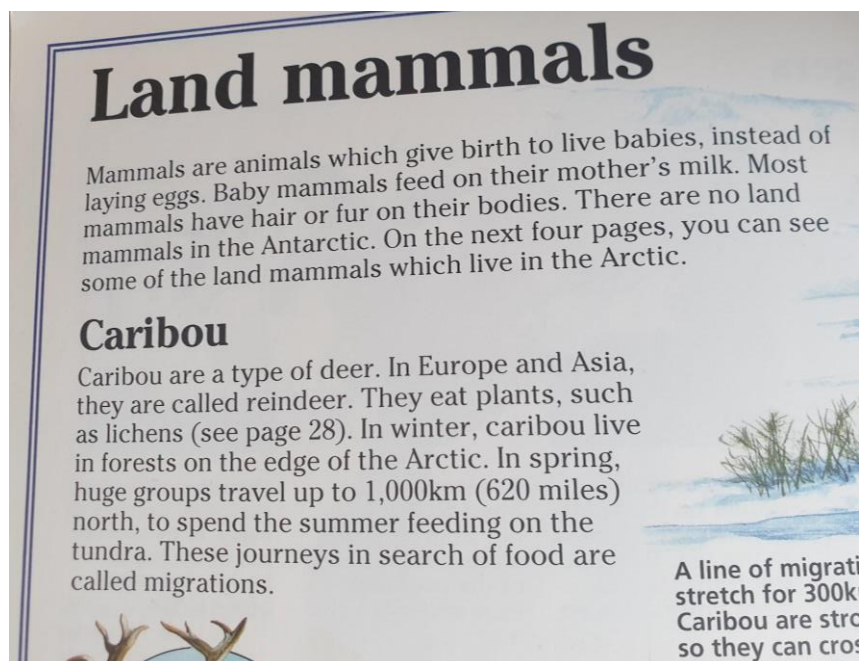 Land mammals
Mammals are animals which give birth to live babies, instead of
laying eggs. Baby mammals feed on their mother's milk. Most
mammals have hair or fur on their bodies. There are no land
mammals in the Antarctic. On the next four pages, you can see
some of the land mammals which live in the Arctic.
Caribou
Caribou are a type of deer. In Europe and Asia,
they are called reindeer. They eat plants, such
as lichens (see page 28). In winter, caribou live
in forests on the edge of the Arctic. In spring,
huge groups travel up to 1,000km (620 miles)
north, to spend the summer feeding on the
tundra. These journeys in search of food are
called migrations.
A line of
stretch for
Caribou are
so they can